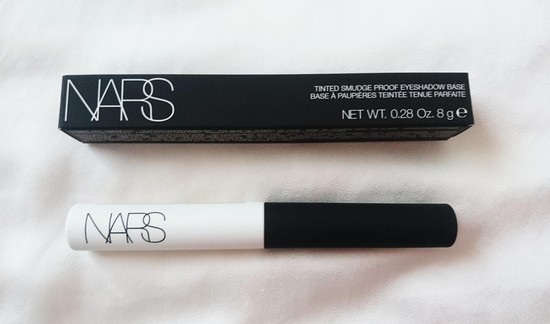 NARS
TINTED SMUDGE PROOF EYESHADOW BASE
BASE À PAUPIÈRES TEINTÉE TENUE PARFAITE
NET WT. 0.28 Oz. 8 g ℮
NARS